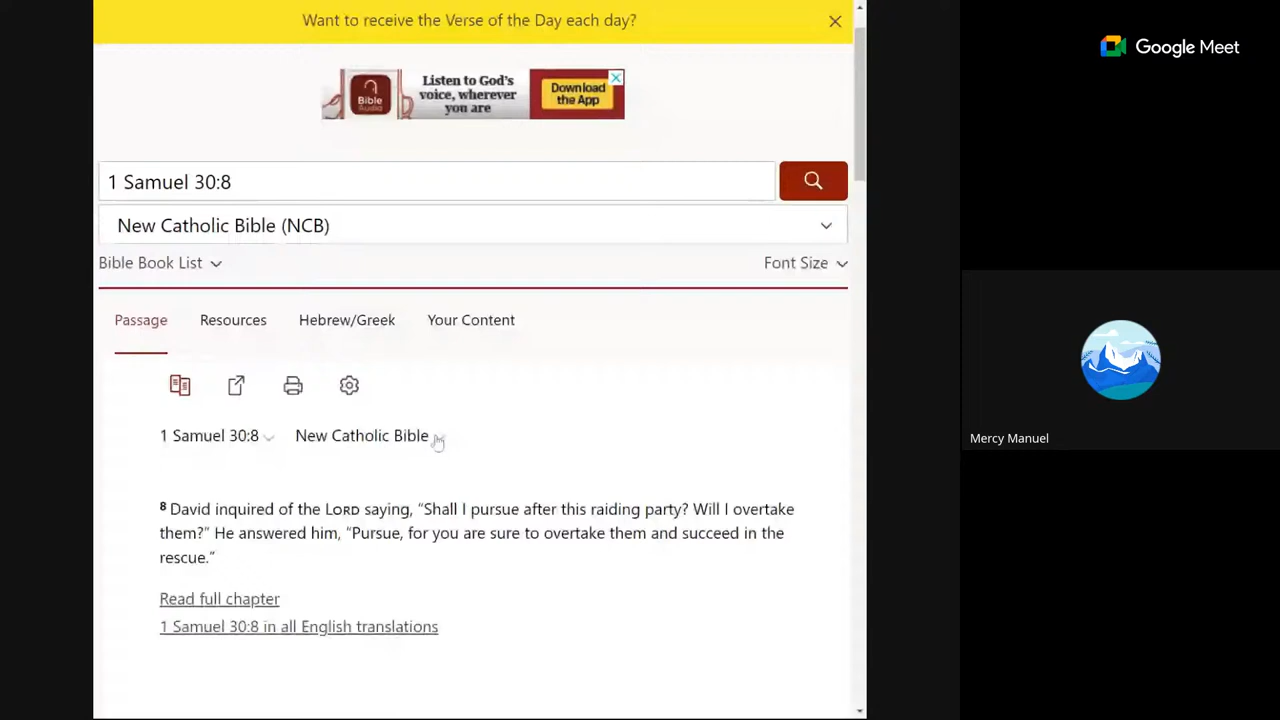 Want to receive the Verse of the Day each day?
Google Meet
Bible
Audio
Listen to God's
voice, wherever
you are
Download
the App
1 Samuel 30:8
New Catholic Bible (NCB)
Bible Book List
Font Size
Passage
Resources
Hebrew/Greek
Your Content
1 Samuel 30:8
New Catholic Bible
Mercy Manuel
8 David inquired of the LORD saying, “Shall I pursue after this raiding party? Will I overtake
them?” He answered him, “Pursue, for you are sure to overtake them and succeed in the
rescue.”
Read full chapter
1 Samuel 30:8 in all English translations